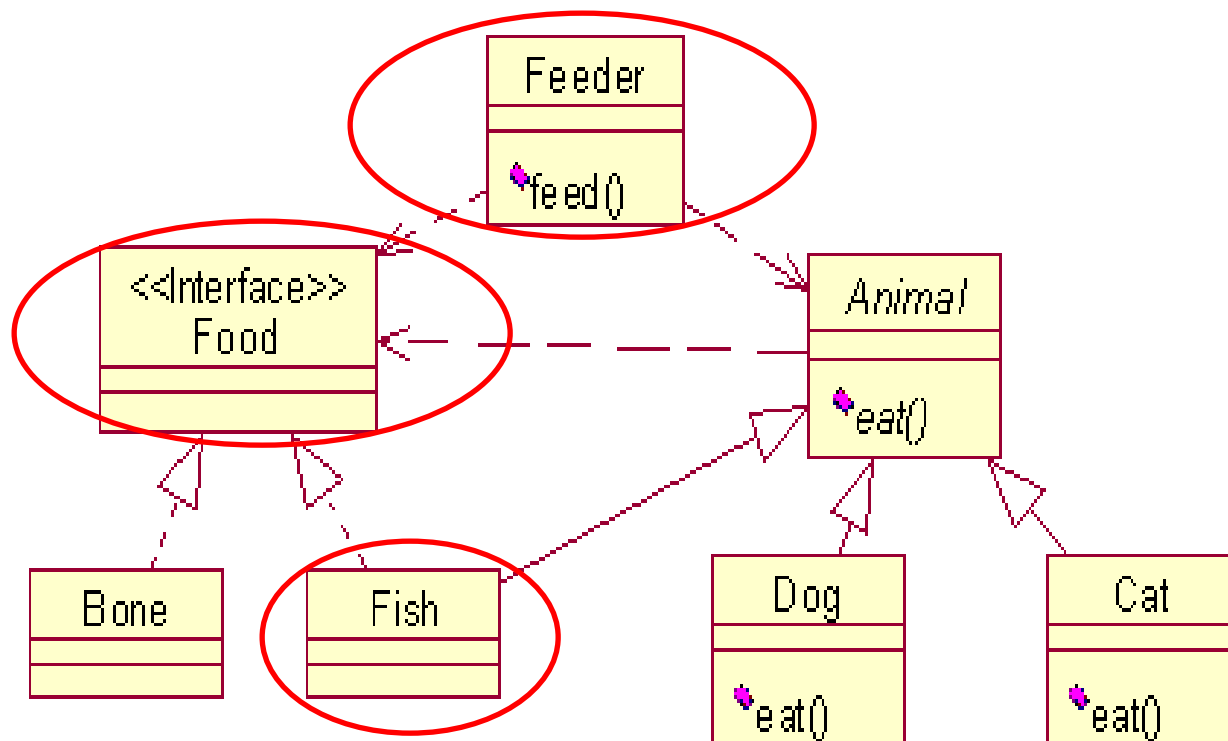 Feeder
feed()
<<Interface>>
Food
Animal
eat()
Bone
Fish
Dog
eat()
Cat
eat()